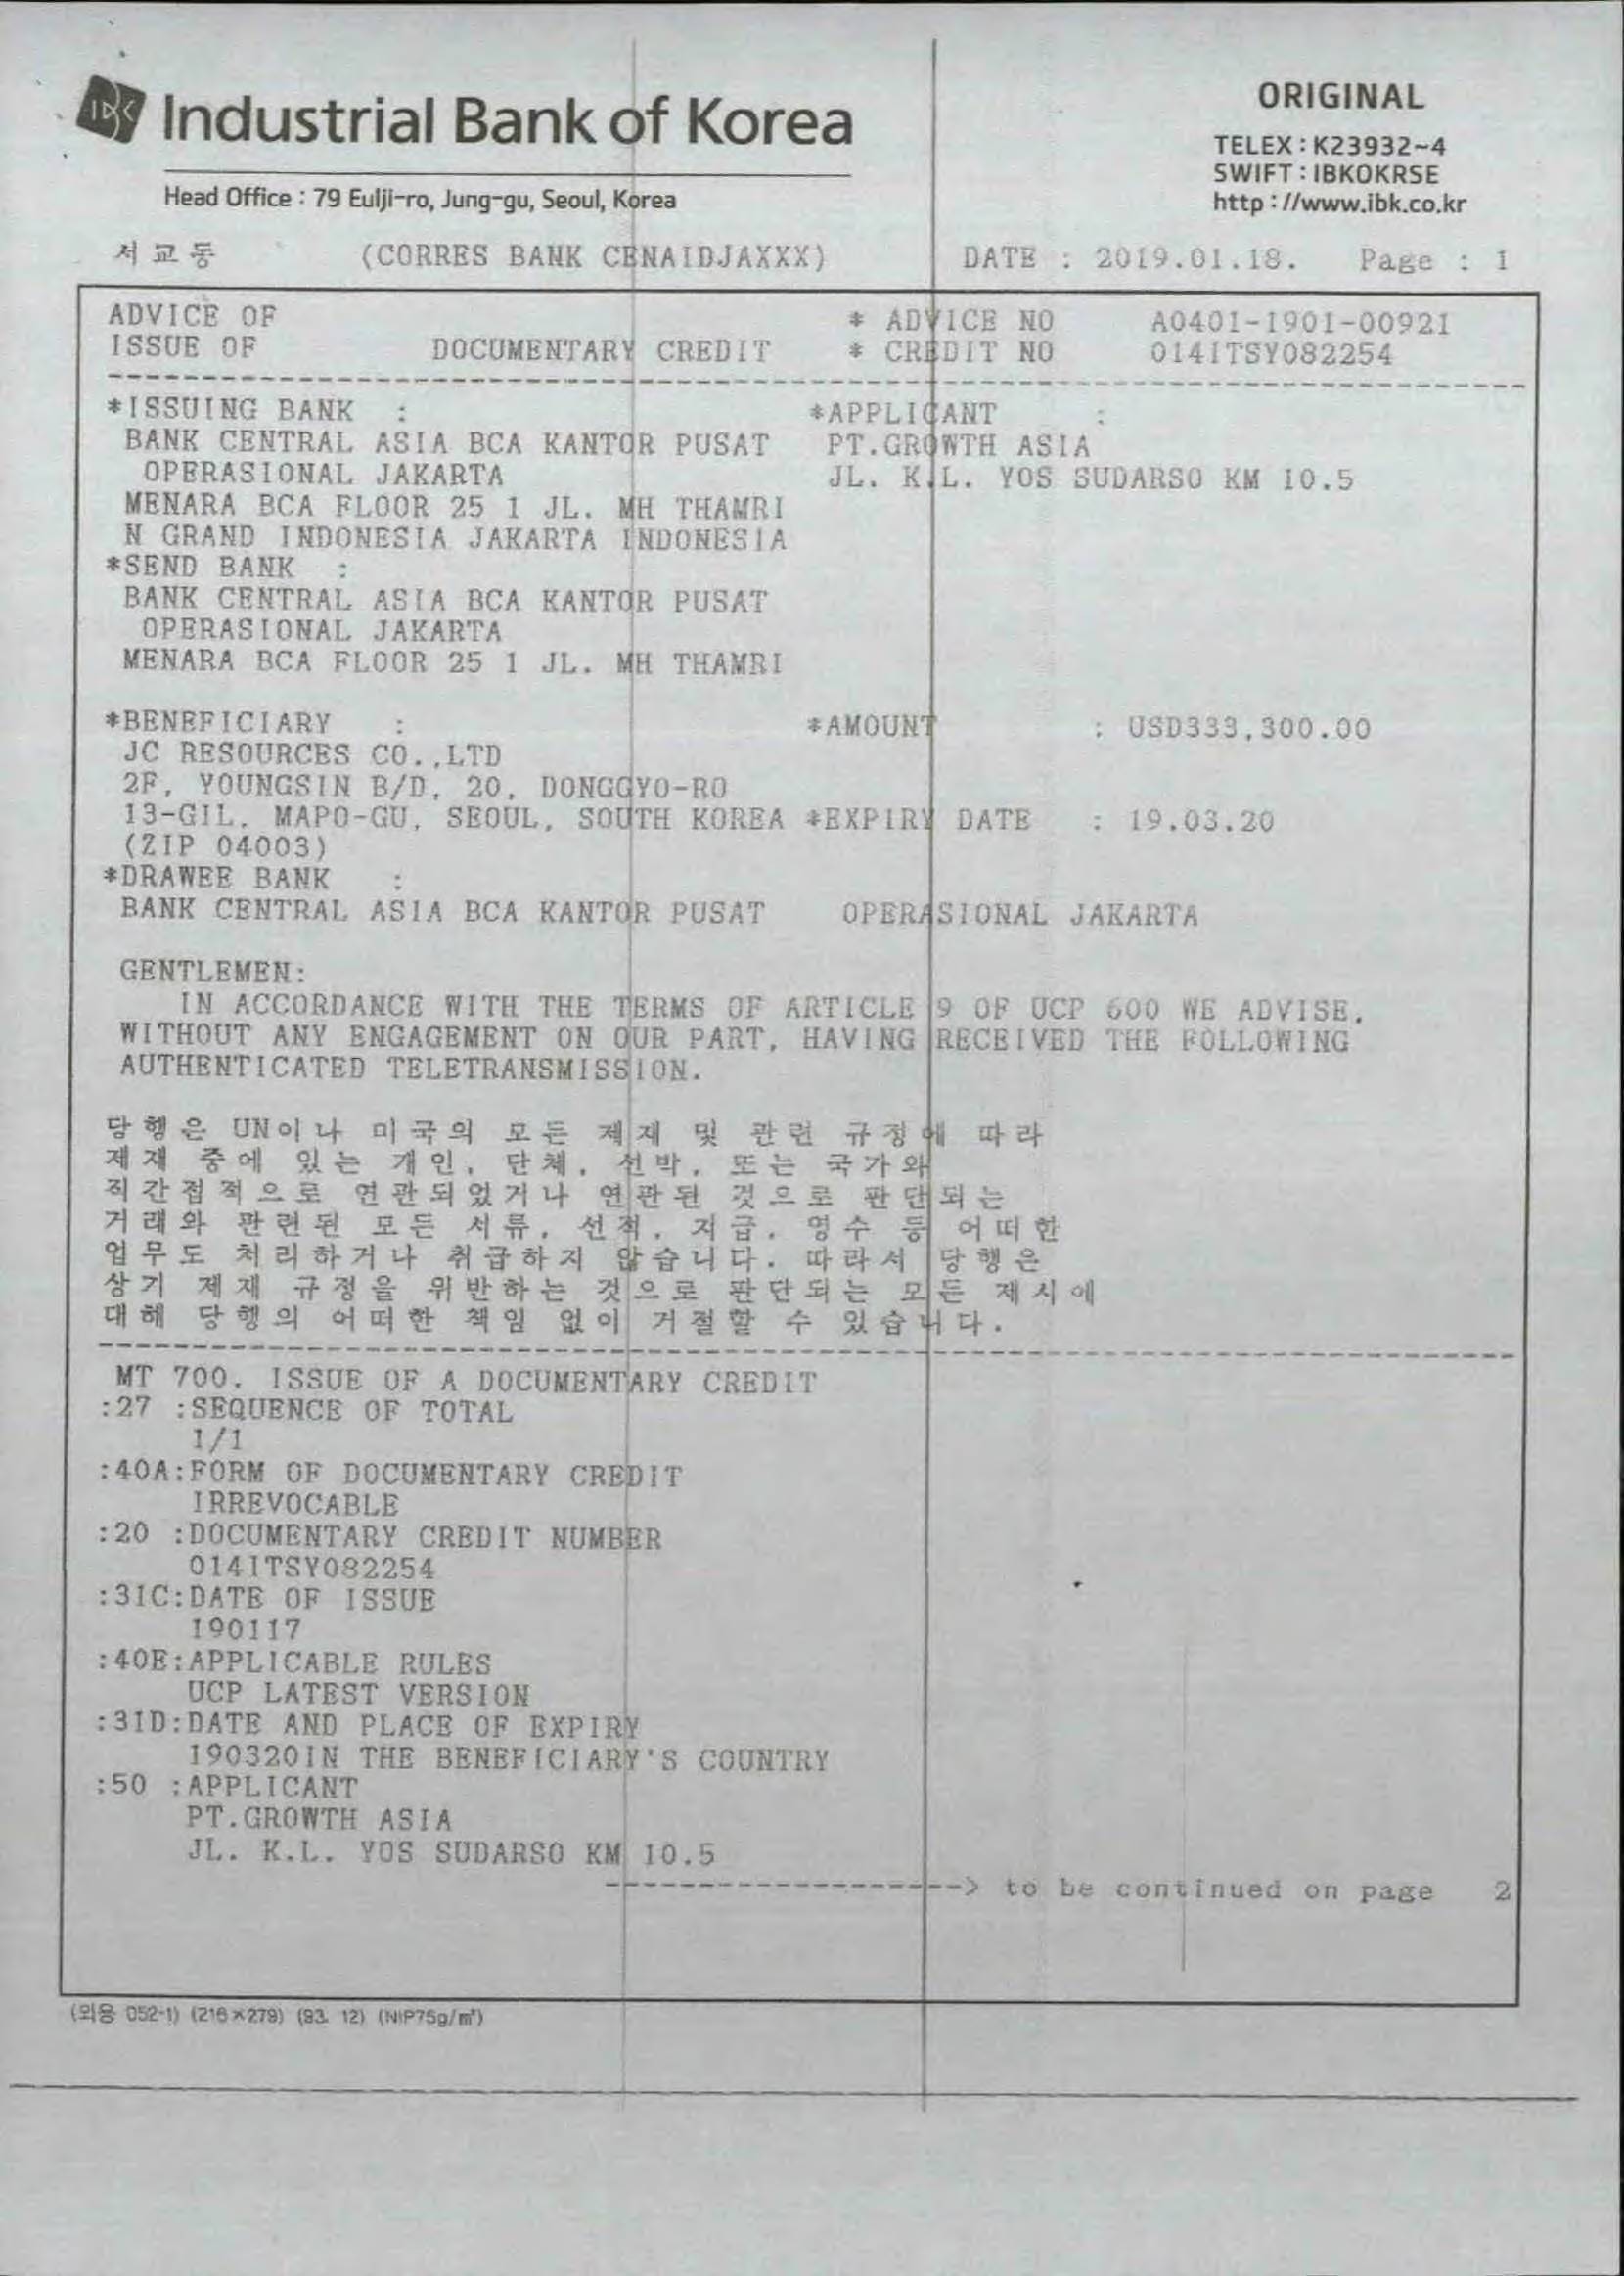 IBK Industrial Bank of Korea
Head Office : 79 Eulji-ro, Jung-gu, Seoul, Korea
ORIGINAL
TELEX : K23932~4
SWIFT : IBKOKRSE
http : //www.ibk.co.kr
서교동 (CORRES BANK CENAIDJAXXX) DATE : 2019.01.18. Page : 1
ADVICE OF * ADVICE NO A0401-1901-00921
ISSUE OF DOCUMENTARY CREDIT * CREDIT NO 014ITSY082254
*ISSUING BANK : *APPLICANT :
BANK CENTRAL ASIA BCA KANTOR PUSAT PT.GROWTH ASIA
OPERASIONAL JAKARTA JL. K.L. YOS SUDARSO KM 10.5
MENARA BCA FLOOR 25 1 JL. MH THAMRI
N GRAND INDONESIA JAKARTA INDONESIA
*SEND BANK :
BANK CENTRAL ASIA BCA KANTOR PUSAT
OPERASIONAL JAKARTA
MENARA BCA FLOOR 25 1 JL. MH THAMRI
*BENEFICIARY : *AMOUNT : USD333,300.00
JC RESOURCES CO.,LTD
2F, YOUNGSIN B/D, 20, DONGGYO-RO
13-GIL, MAPO-GU, SEOUL, SOUTH KOREA *EXPIRY DATE : 19.03.20
(ZIP 04003)
*DRAWEE BANK :
BANK CENTRAL ASIA BCA KANTOR PUSAT OPERASIONAL JAKARTA
GENTLEMEN:
IN ACCORDANCE WITH THE TERMS OF ARTICLE 9 OF UCP 600 WE ADVISE,
WITHOUT ANY ENGAGEMENT ON OUR PART, HAVING RECEIVED THE FOLLOWING
AUTHENTICATED TELETRANSMISSION.
당행은 UN이나 미국의 모든 제재 및 관련 규정에 따라
제재 중에 있는 개인, 단체, 선박, 또는 국가와
직간접적으로 연관되었거나 연관된 것으로 판단되는
거래와 관련된 모든 서류, 선적, 지급, 영수 등 어떠한
업무도 처리하거나 취급하지 않습니다. 따라서 당행은
상기 제재 규정을 위반하는 것으로 판단되는 모든 제시에
대해 당행의 어떠한 책임 없이 거절할 수 있습니다.
MT 700. ISSUE OF A DOCUMENTARY CREDIT
:27 :SEQUENCE OF TOTAL
1/1
:40A:FORM OF DOCUMENTARY CREDIT
IRREVOCABLE
:20 :DOCUMENTARY CREDIT NUMBER
014ITSY082254
:31C:DATE OF ISSUE
190117
:40E:APPLICABLE RULES
UCP LATEST VERSION
:31D:DATE AND PLACE OF EXPIRY
190320IN THE BENEFICIARY'S COUNTRY
:50 :APPLICANT
PT.GROWTH ASIA
JL. K.L. YOS SUDARSO KM 10.5
-------------------> to be continued on page 2
(외용 052-1) (216×279) (93. 12) (NIP75g/㎡)